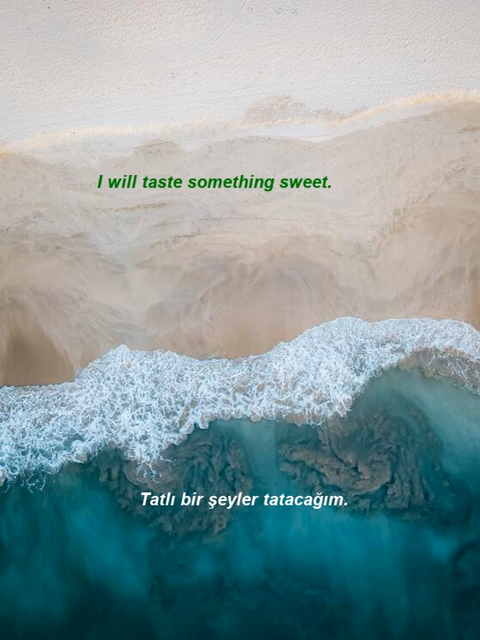 I will taste something sweet.
Tatlı bir şeyler tatacağım.